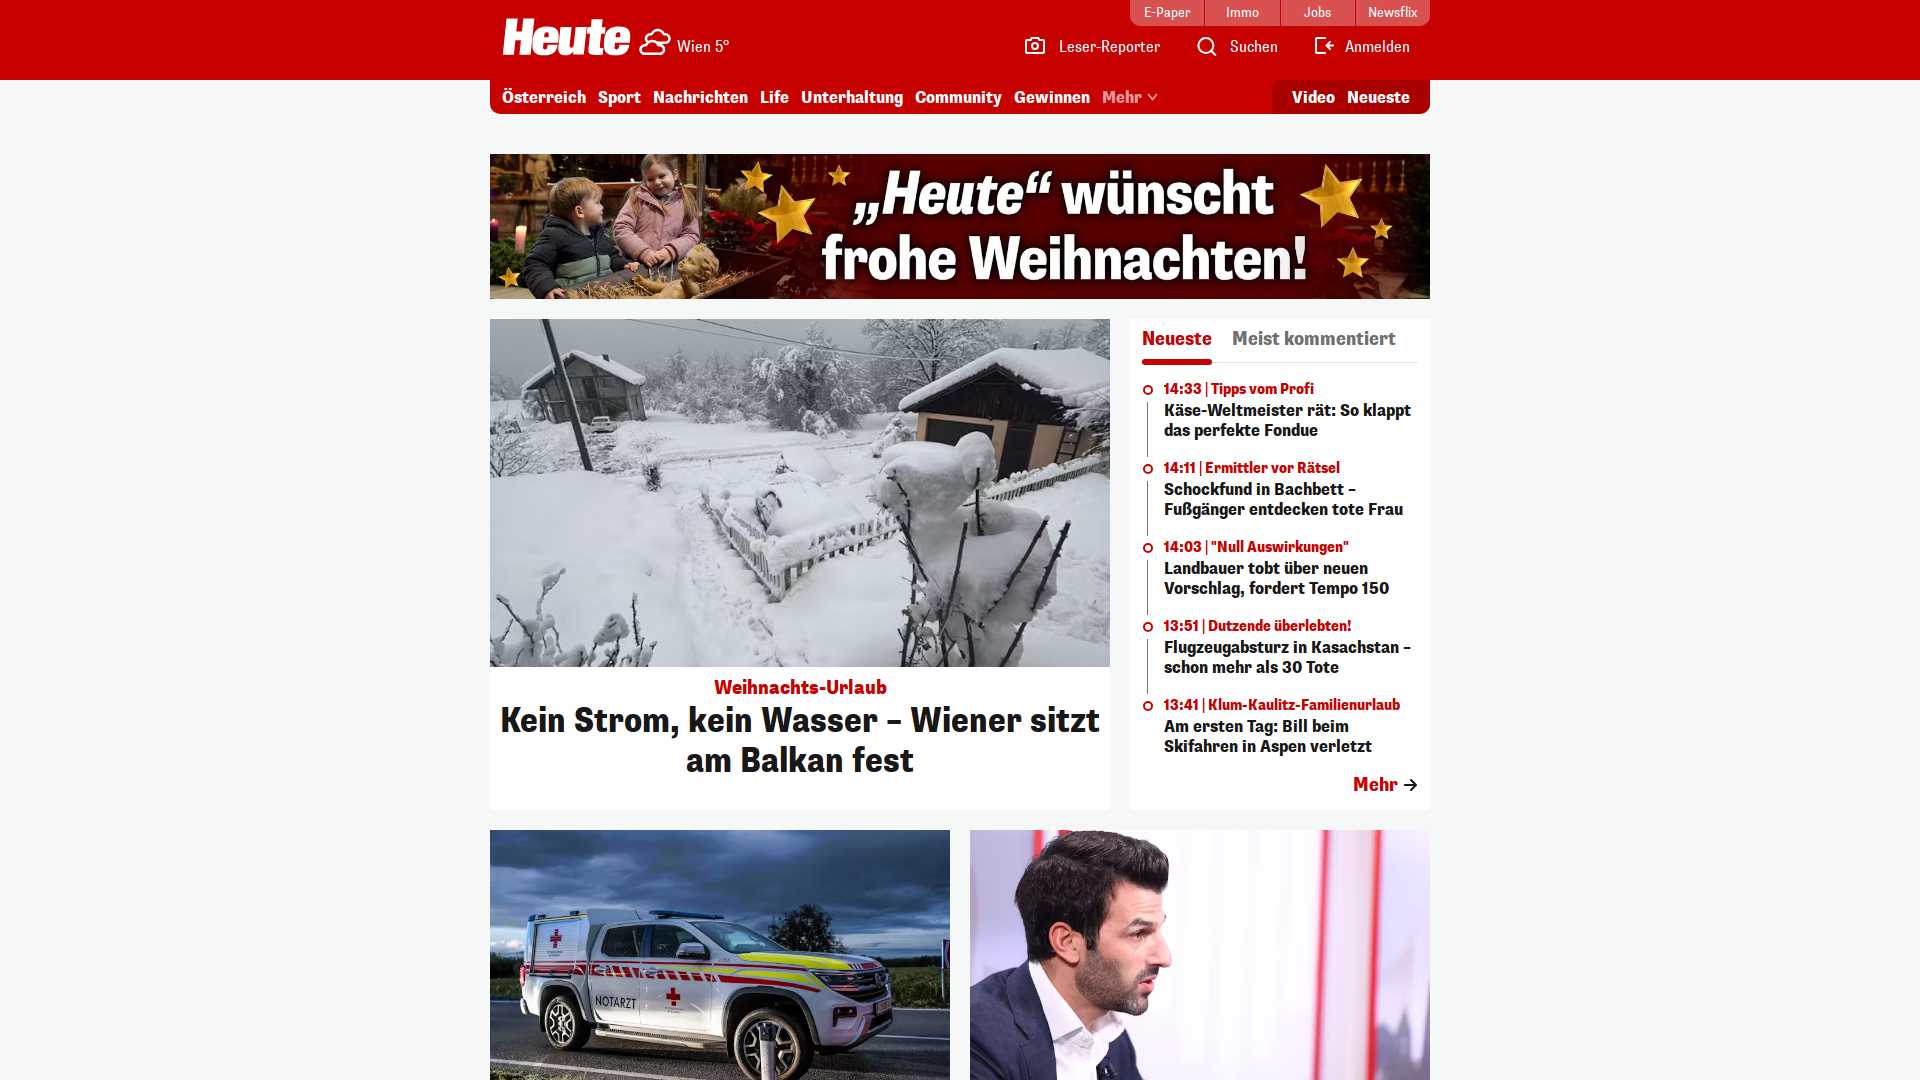 E-Paper
Immo
Jobs
Newsflix
Heute
Wien 5°
Leser-Reporter
Suchen
Anmelden
Österreich
Sport
Nachrichten
Life
Unterhaltung
Community
Gewinnen
Mehr
Video
Neueste
„Heute“ wünscht
frohe Weihnachten!
Weihnachts-Urlaub
Kein Strom, kein Wasser – Wiener sitzt
am Balkan fest
Neueste
Meist kommentiert
14:33 | Tipps vom Profi
Käse-Weltmeister rät: So klappt
das perfekte Fondue
14:11 | Ermittler vor Rätsel
Schockfund in Bachbett –
Fußgänger entdecken tote Frau
14:03 | "Null Auswirkungen"
Landbauer tobt über neuen
Vorschlag, fordert Tempo 150
13:51 | Dutzende überlebten!
Flugzeugabsturz in Kasachstan –
schon mehr als 30 Tote
13:41 | Klum-Kaulitz-Familienurlaub
Am ersten Tag: Bill beim
Skifahren in Aspen verletzt
Mehr
NOTARZT